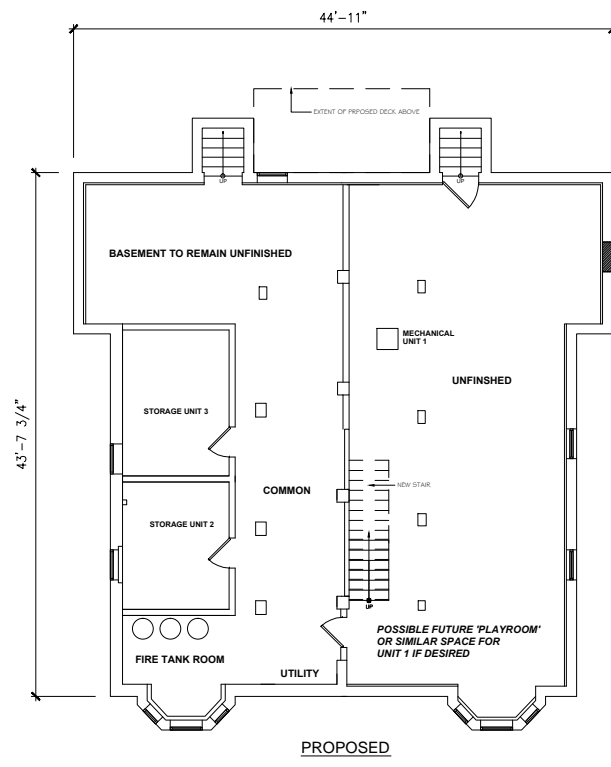 44'-11"
EXTENT OF PRPOSED DECK ABOVE
UP
UP
BASEMENT TO REMAIN UNFINISHED
MECHANICAL
UNIT 1
UNFINSHED
43'-7 3/4"
STORAGE UNIT 3
COMMON
NEW STAIR
STORAGE UNIT 2
UP
POSSIBLE FUTURE 'PLAYROOM'
OR SIMILAR SPACE FOR
UNIT 1 IF DESIRED
FIRE TANK ROOM
UTILITY
PROPOSED